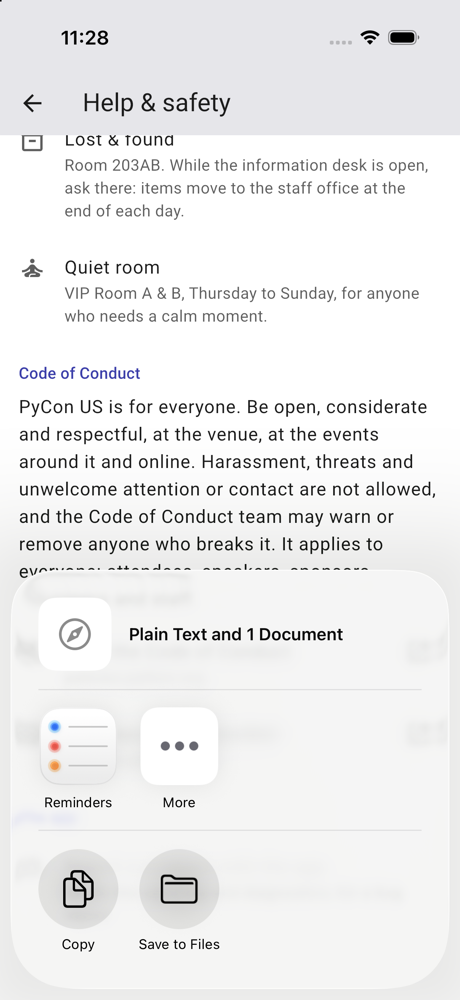 11:28
Help & safety
Lost & found
Room 203AB. While the information desk is open,
ask there: items move to the staff office at the
end of each day.
Quiet room
VIP Room A & B, Thursday to Sunday, for anyone
who needs a calm moment.
Code of Conduct
PyCon US is for everyone. Be open, considerate
and respectful, at the venue, at the events
around it and online. Harassment, threats and
unwelcome attention or contact are not allowed,
and the Code of Conduct team may warn or
remove anyone who breaks it. It applies to
everyone: attendees, speakers, sponsors,
Plain Text and 1 Document
Reminders
More
Copy
Save to Files